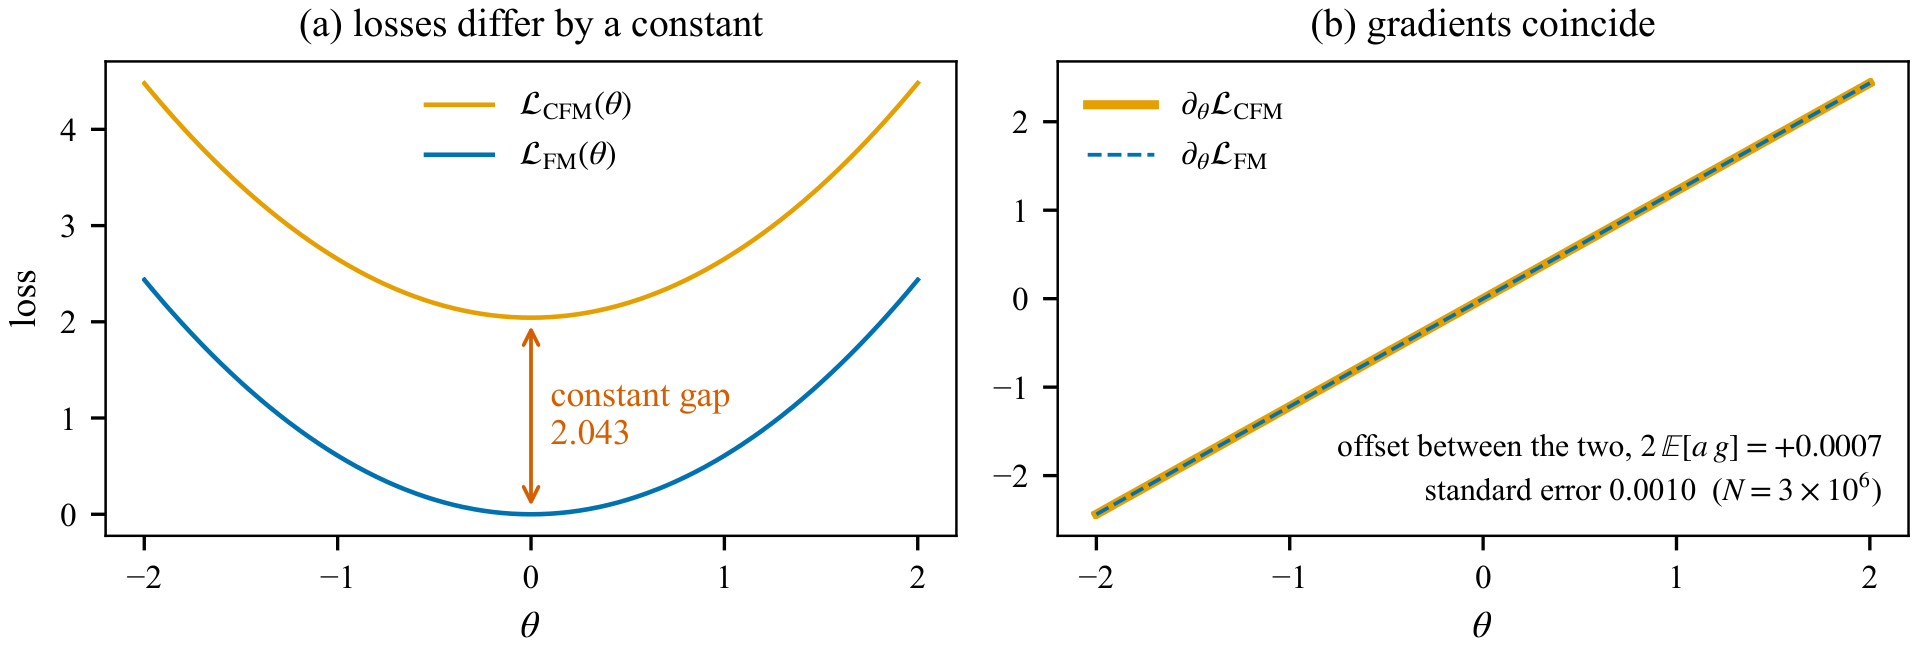 (a) losses differ by a constant
ℒ_CFM(θ)
ℒ_FM(θ)
4
3
2
1
0
loss
constant gap
2.043
−2
−1
0
1
2
θ
(b) gradients coincide
∂_θℒ_CFM
∂_θℒ_FM
2
1
0
−1
−2
offset between the two, 2 𝔼[a g] = +0.0007
standard error 0.0010 (N = 3 × 10⁶)
−2
−1
0
1
2
θ